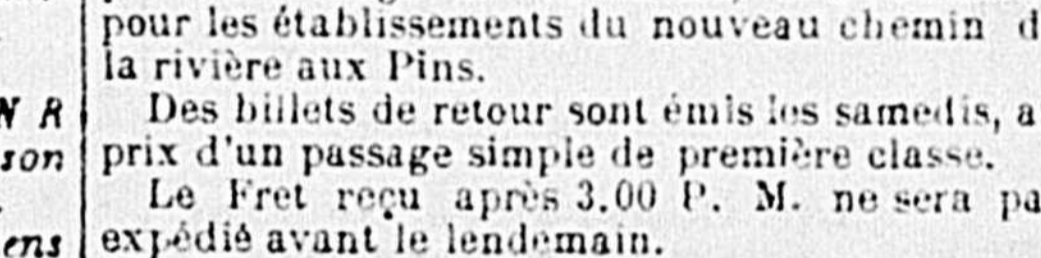 pour les établissements du nouveau chemin d
la rivière aux Pins.
N R
Des billets de retour sont émis les samedis, a
son
prix d'un passage simple de première classe.
Le Fret reçu après 3.00 P. M. ne sera pa
ens
expédié avant le lendemain.